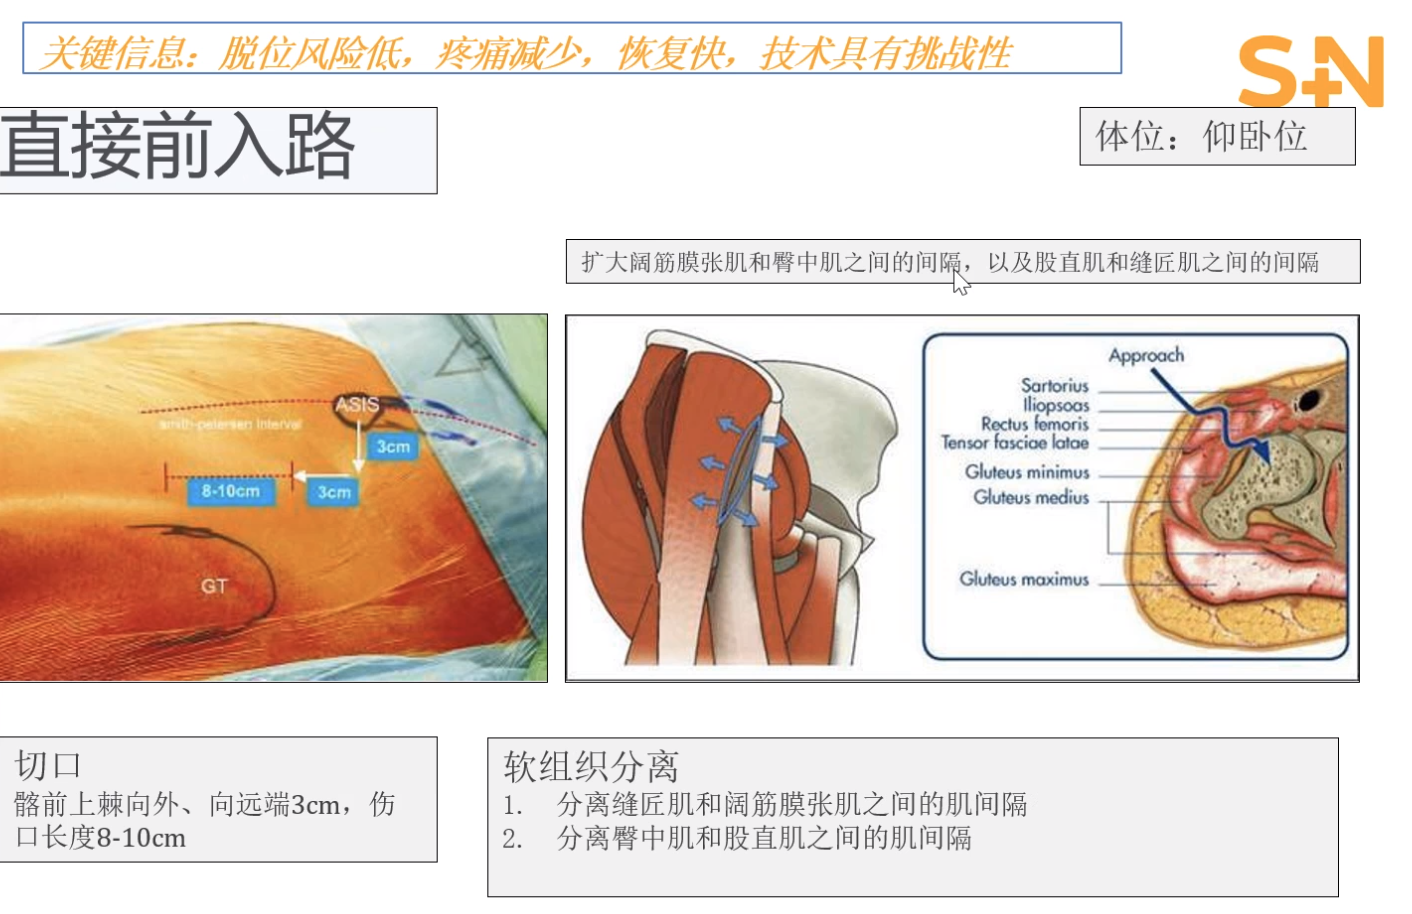 关键信息：脱位风险低，疼痛减少，恢复快，技术具有挑战性
S+N
直接前入路
体位：仰卧位
扩大阔筋膜张肌和臀中肌之间的间隔，以及股直肌和缝匠肌之间的间隔
ASIS
smith-petersen Interval
3cm
8-10cm
3cm
GT
Approach
Sartorius
Iliopsoas
Rectus femoris
Tensor fasciae latae
Gluteus minimus
Gluteus medius
Gluteus maximus
切口
髂前上棘向外、向远端3cm，伤
口长度8-10cm
软组织分离
1. 分离缝匠肌和阔筋膜张肌之间的肌间隔
2. 分离臀中肌和股直肌之间的肌间隔